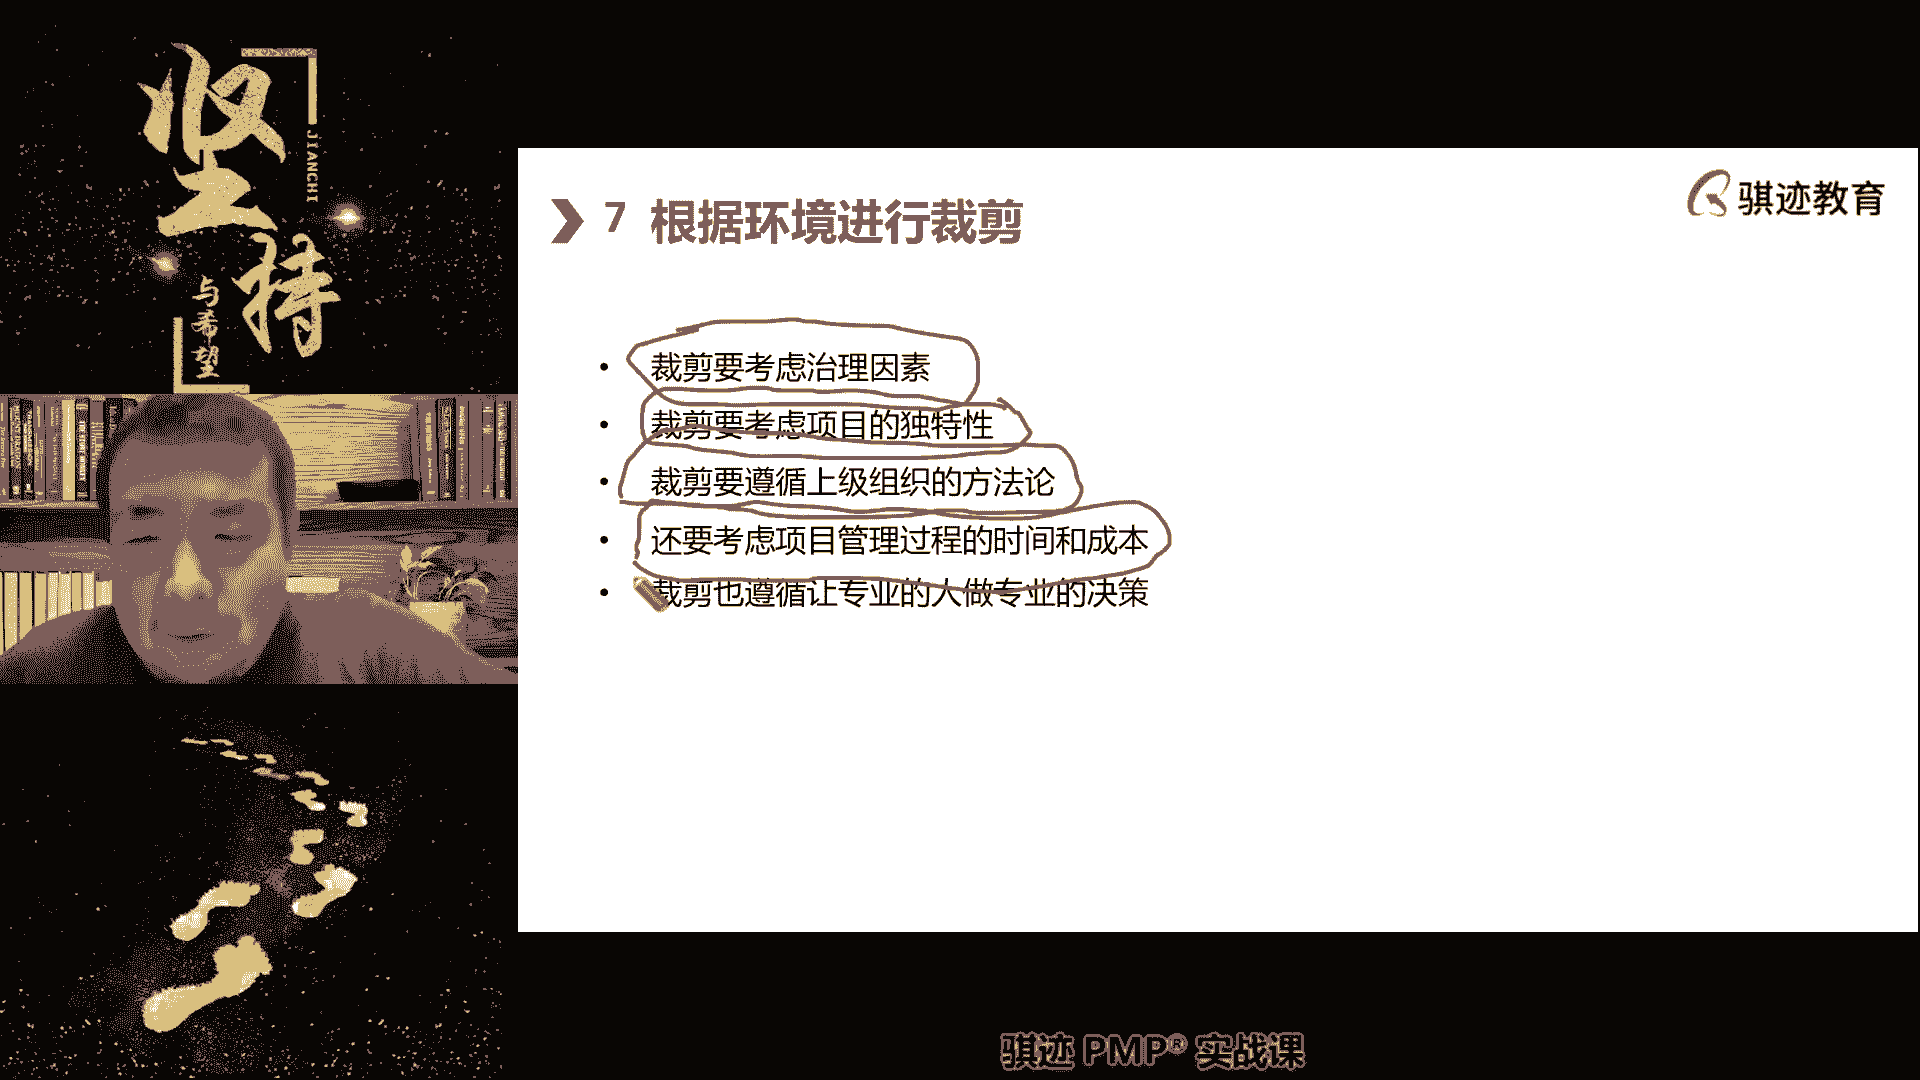 坚持
JIANCHI
与希望
骐迹教育
7 根据环境进行裁剪
• 裁剪要考虑治理因素
• 裁剪要考虑项目的独特性
• 裁剪要遵循上级组织的方法论
• 还要考虑项目管理过程的时间和成本
• 裁剪也遵循让专业的人做专业的决策
骐迹 PMP® 实战课